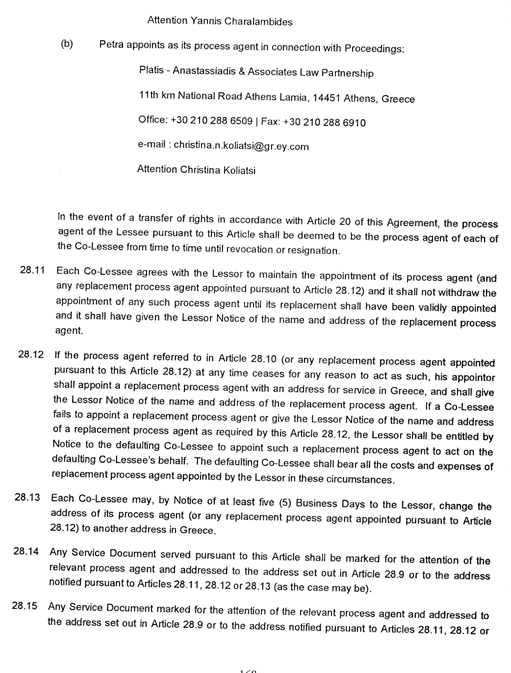 Attention Yannis Charalambides
(b) Petra appoints as its process agent in connection with Proceedings:
Platis - Anastassiadis & Associates Law Partnership
11th km National Road Athens Lamia, 14451 Athens, Greece
Office: +30 210 288 6509 | Fax: +30 210 288 6910
e-mail : christina.n.koliatsi@gr.ey.com
Attention Christina Koliatsi
In the event of a transfer of rights in accordance with Article 20 of this Agreement, the process
agent of the Lessee pursuant to this Article shall be deemed to be the process agent of each of
the Co-Lessee from time to time until revocation or resignation.
28.11 Each Co-Lessee agrees with the Lessor to maintain the appointment of its process agent (and
any replacement process agent appointed pursuant to Article 28.12) and it shall not withdraw the
appointment of any such process agent until its replacement shall have been validly appointed
and it shall have given the Lessor Notice of the name and address of the replacement process
agent.
28.12 If the process agent referred to in Article 28.10 (or any replacement process agent appointed
pursuant to this Article 28.12) at any time ceases for any reason to act as such, his appointor
shall appoint a replacement process agent with an address for service in Greece, and shall give
the Lessor Notice of the name and address of the replacement process agent. If a Co-Lessee
fails to appoint a replacement process agent or give the Lessor Notice of the name and address
of a replacement process agent as required by this Article 28.12, the Lessor shall be entitled by
Notice to the defaulting Co-Lessee to appoint such a replacement process agent to act on the
defaulting Co-Lessee's behalf. The defaulting Co-Lessee shall bear all the costs and expenses of
replacement process agent appointed by the Lessor in these circumstances.
28.13 Each Co-Lessee may, by Notice of at least five (5) Business Days to the Lessor, change the
address of its process agent (or any replacement process agent appointed pursuant to Article
28.12) to another address in Greece.
28.14 Any Service Document served pursuant to this Article shall be marked for the attention of the
relevant process agent and addressed to the address set out in Article 28.9 or to the address
notified pursuant to Articles 28.11, 28.12 or 28.13 (as the case may be).
28.15 Any Service Document marked for the attention of the relevant process agent and addressed to
the address set out in Article 28.9 or to the address notified pursuant to Articles 28.11, 28.12 or